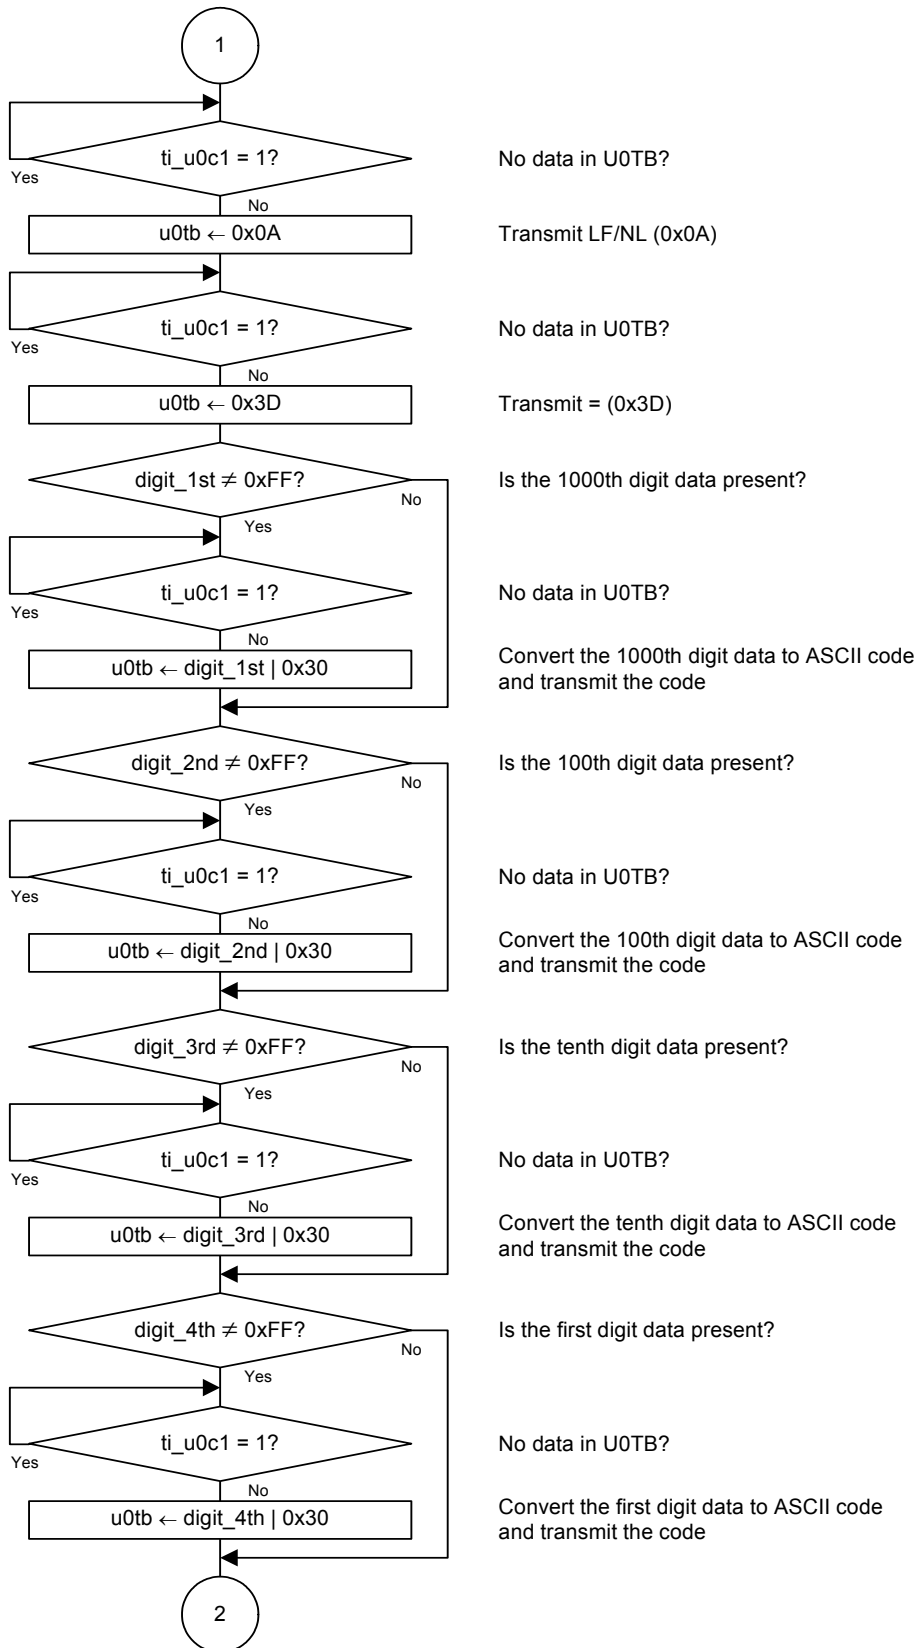 1
ti_u0c1 = 1?
No data in U0TB?
Yes
No
u0tb ← 0x0A
Transmit LF/NL (0x0A)
ti_u0c1 = 1?
No data in U0TB?
Yes
No
u0tb ← 0x3D
Transmit = (0x3D)
digit_1st ≠ 0xFF?
Is the 1000th digit data present?
No
Yes
ti_u0c1 = 1?
No data in U0TB?
Yes
No
u0tb ← digit_1st | 0x30
Convert the 1000th digit data to ASCII code
and transmit the code
digit_2nd ≠ 0xFF?
Is the 100th digit data present?
No
Yes
ti_u0c1 = 1?
No data in U0TB?
Yes
No
u0tb ← digit_2nd | 0x30
Convert the 100th digit data to ASCII code
and transmit the code
digit_3rd ≠ 0xFF?
Is the tenth digit data present?
No
Yes
ti_u0c1 = 1?
No data in U0TB?
Yes
No
u0tb ← digit_3rd | 0x30
Convert the tenth digit data to ASCII code
and transmit the code
digit_4th ≠ 0xFF?
Is the first digit data present?
No
Yes
ti_u0c1 = 1?
No data in U0TB?
Yes
No
u0tb ← digit_4th | 0x30
Convert the first digit data to ASCII code
and transmit the code
2